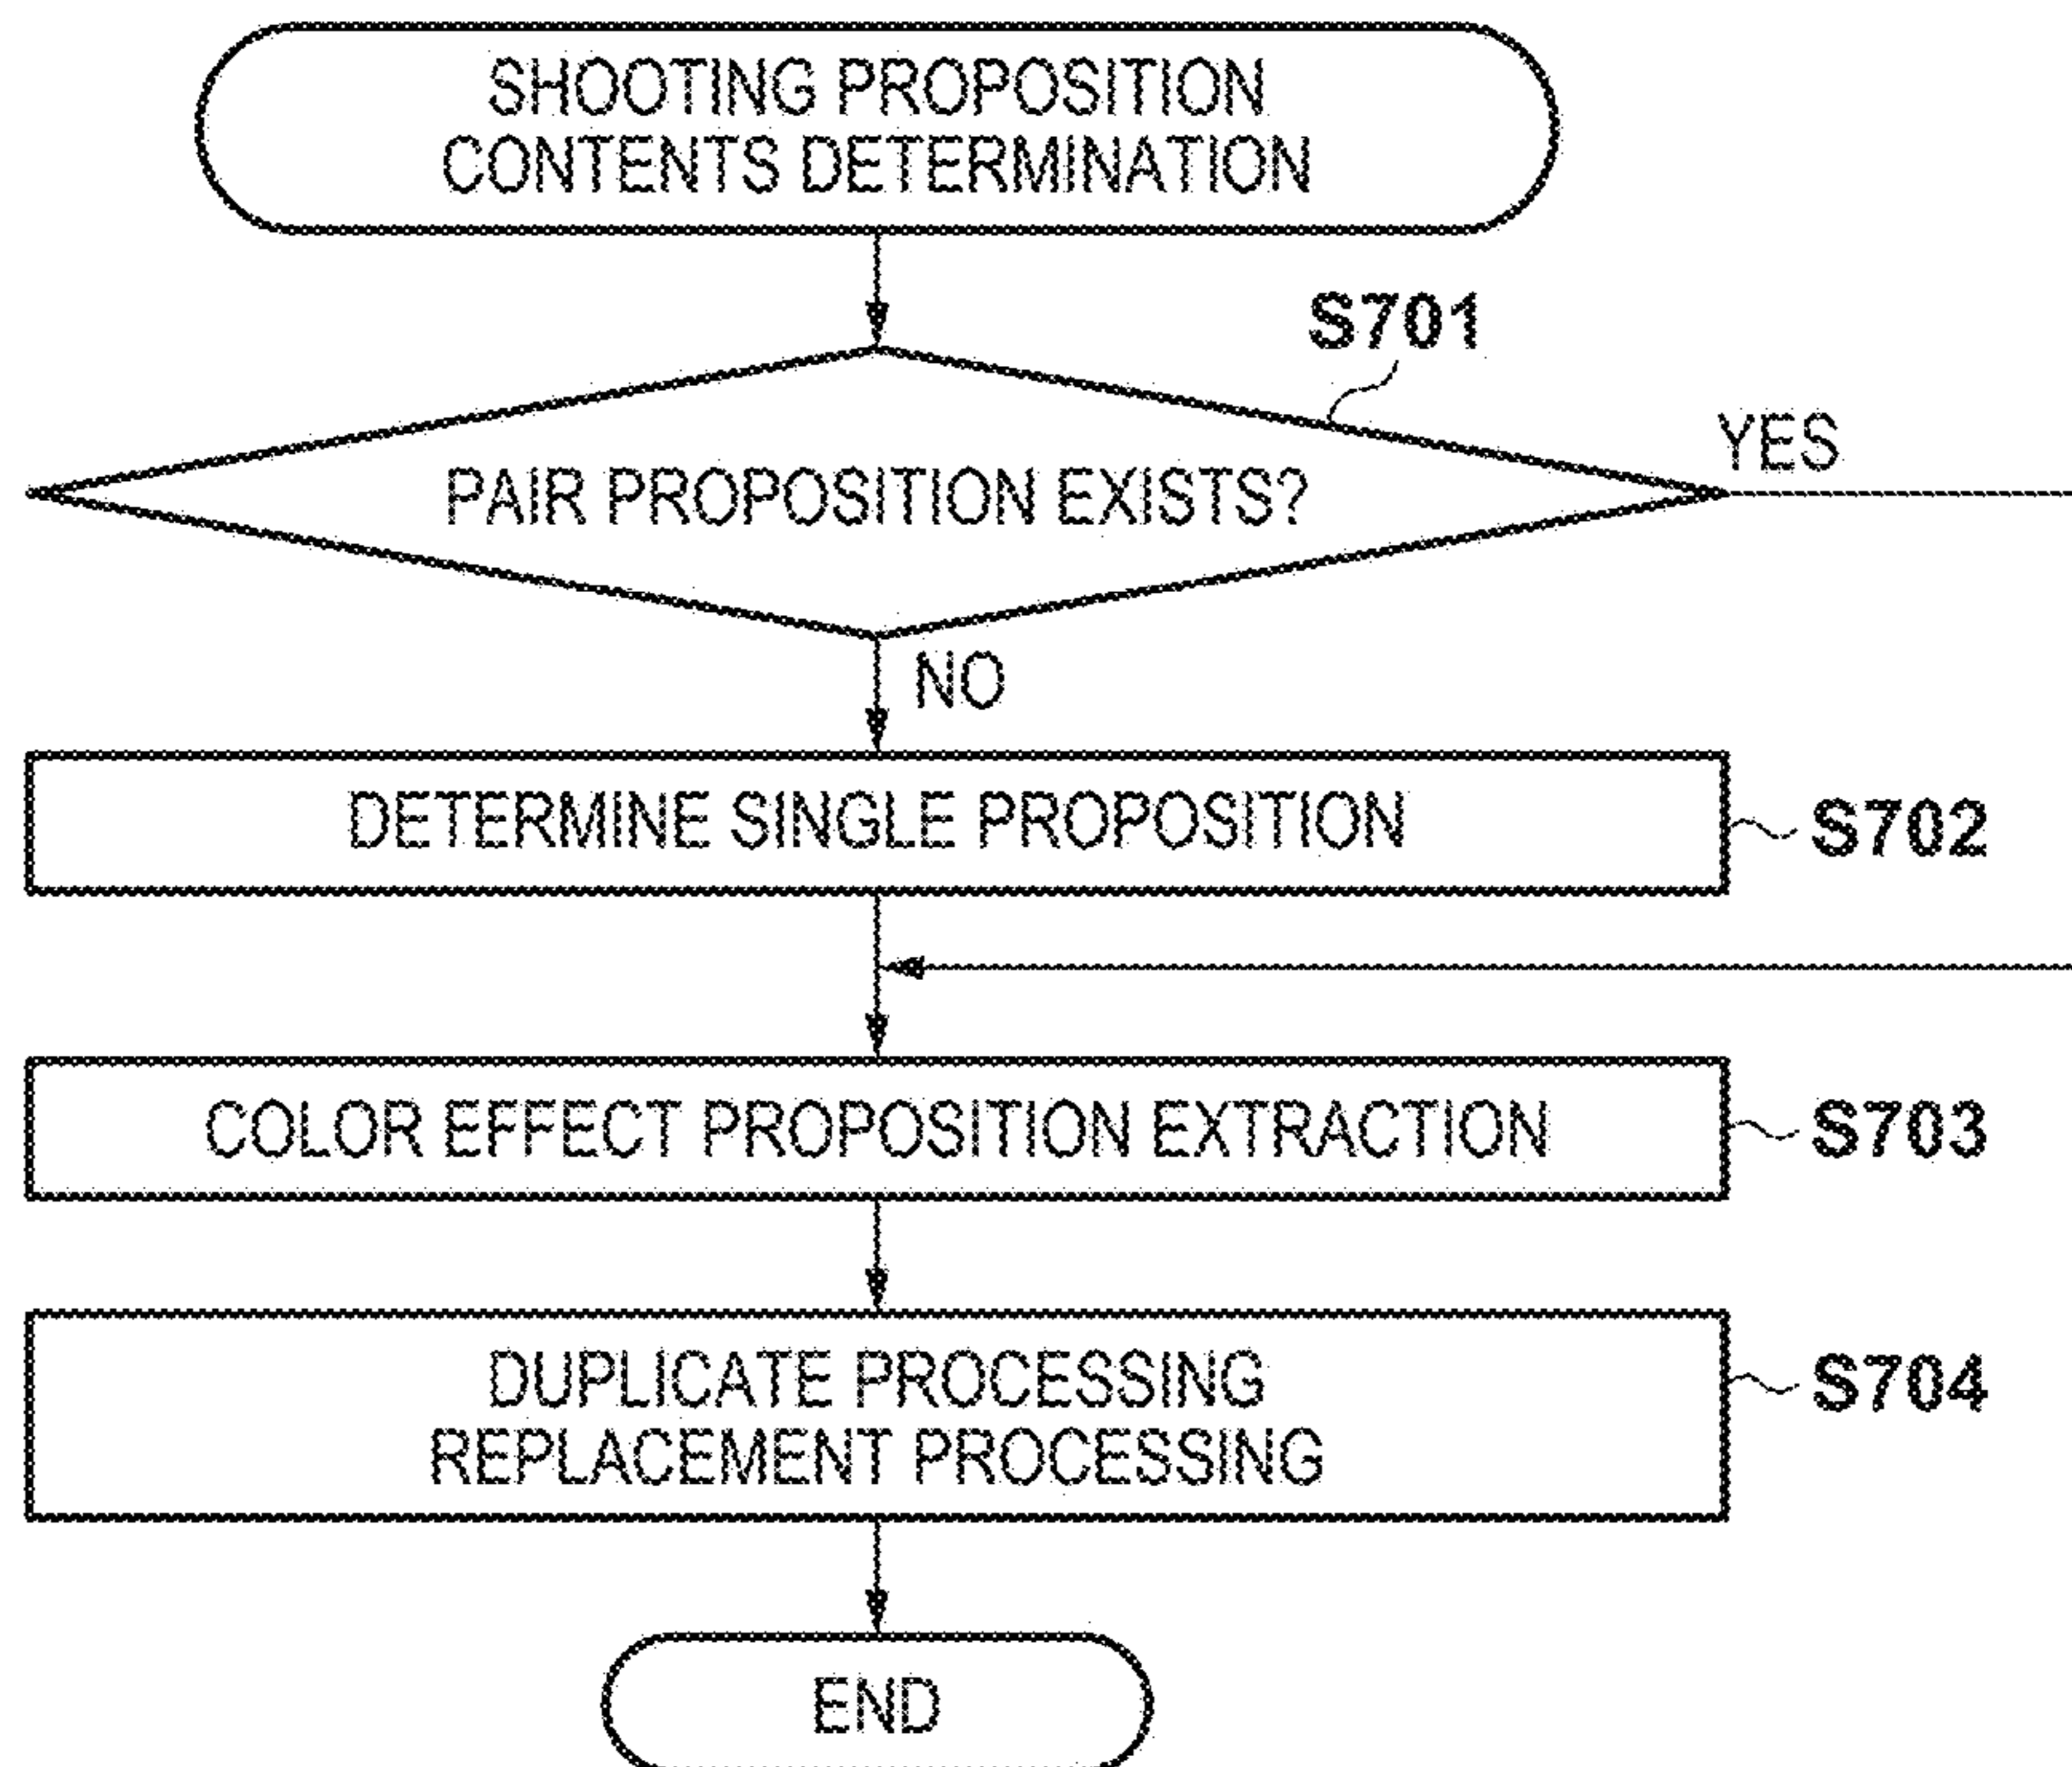 SHOOTING PROPOSITION
CONTENTS DETERMINATION
S701
PAIR PROPOSITION EXISTS?
YES
NO
DETERMINE SINGLE PROPOSITION
S702
COLOR EFFECT PROPOSITION EXTRACTION
S703
DUPLICATE PROCESSING
REPLACEMENT PROCESSING
S704
END